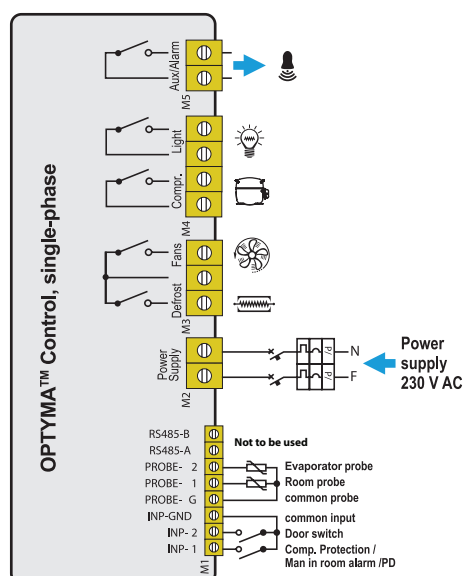 OPTYMA™ Control, single-phase
Aux/Alarm
M5
Light
Compr.
M4
Fans
Defrost
M3
Power
Supply
M2
N
F
P/
P/
Power
supply
230 V AC
RS485-B
RS485-A
Not to be used
PROBE- 2 Evaporator probe
PROBE- 1 Room probe
PROBE- G common probe
INP-GND common input
INP- 2 Door switch
INP- 1 Comp. Protection /
Man in room alarm /PD
M1